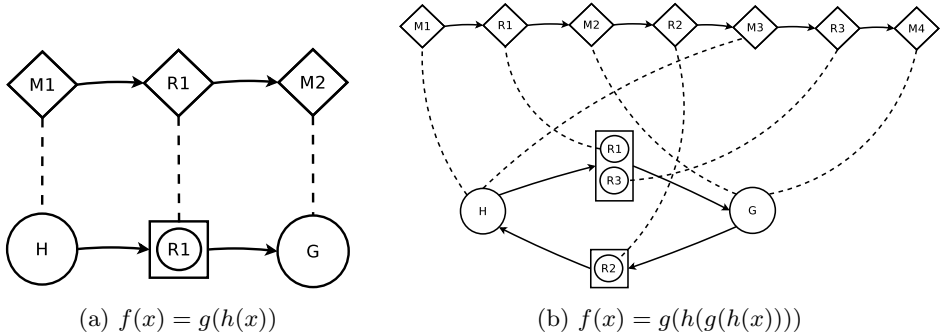 M1 R1 M2
H R1 G
(a) f(x) = g(h(x))
M1 R1 M2 R2 M3 R3 M4
R1
R3
H G
R2
(b) f(x) = g(h(g(h(x))))